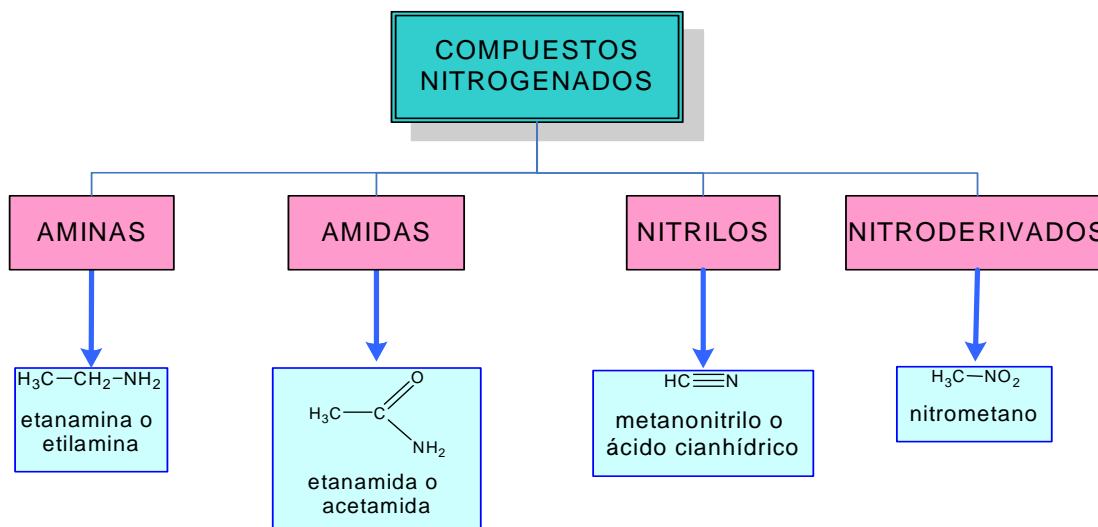 COMPUESTOS
NITROGENADOS
AMINAS
AMIDAS
NITRILOS
NITRODERIVADOS
H₃C—CH₂—NH₂
etanamina o
etilamina
O
H₃C—C
NH₂
etanamida o
acetamida
HC≡N
metanonitrilo o
ácido cianhídrico
H₃C—NO₂
nitrometano